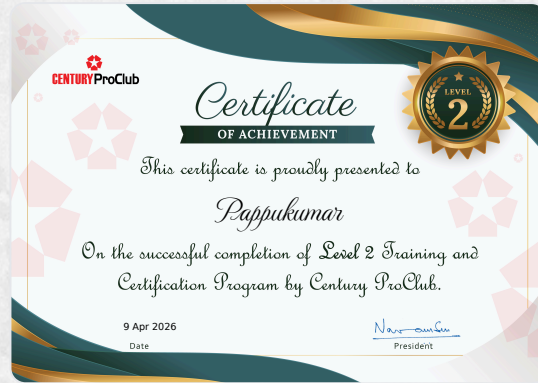 CENTURY ProClub
Certificate
OF ACHIEVEMENT
LEVEL
2
This certificate is proudly presented to
Pappukumar
On the successful completion of Level 2 Training and
Certification Program by Century ProClub.
9 Apr 2026
Date
President